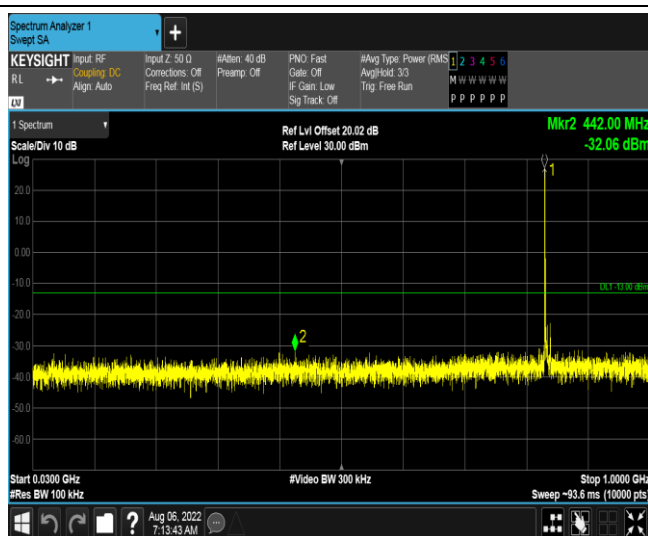 Spectrum Analyzer 1
Swept SA
+
KEYSIGHT
RL
LXI
Input: RF
Coupling: DC
Align: Auto
Input Z: 50 Ω
Corrections: Off
Freq Ref: Int (S)
#Atten: 40 dB
Preamp: Off
PNO: Fast
Gate: Off
IF Gain: Low
Sig Track: Off
#Avg Type: Power (RMS
Avg|Hold: 3/3
Trig: Free Run
1 2 3 4 5 6
M W W W W W
P P P P P P
1 Spectrum
Scale/Div 10 dB
Log
Ref Lvl Offset 20.02 dB
Ref Level 30.00 dBm
Mkr2 442.00 MHz
-32.06 dBm
1
20.0
10.0
0.00
-10.0
DL1 -13.00 dBm
-20.0
-30.0
2
-40.0
-50.0
-60.0
Start 0.0300 GHz
#Res BW 100 kHz
#Video BW 300 kHz
Stop 1.0000 GHz
Sweep ~93.6 ms (10000 pts)
?
Aug 06, 2022
7:13:43 AM